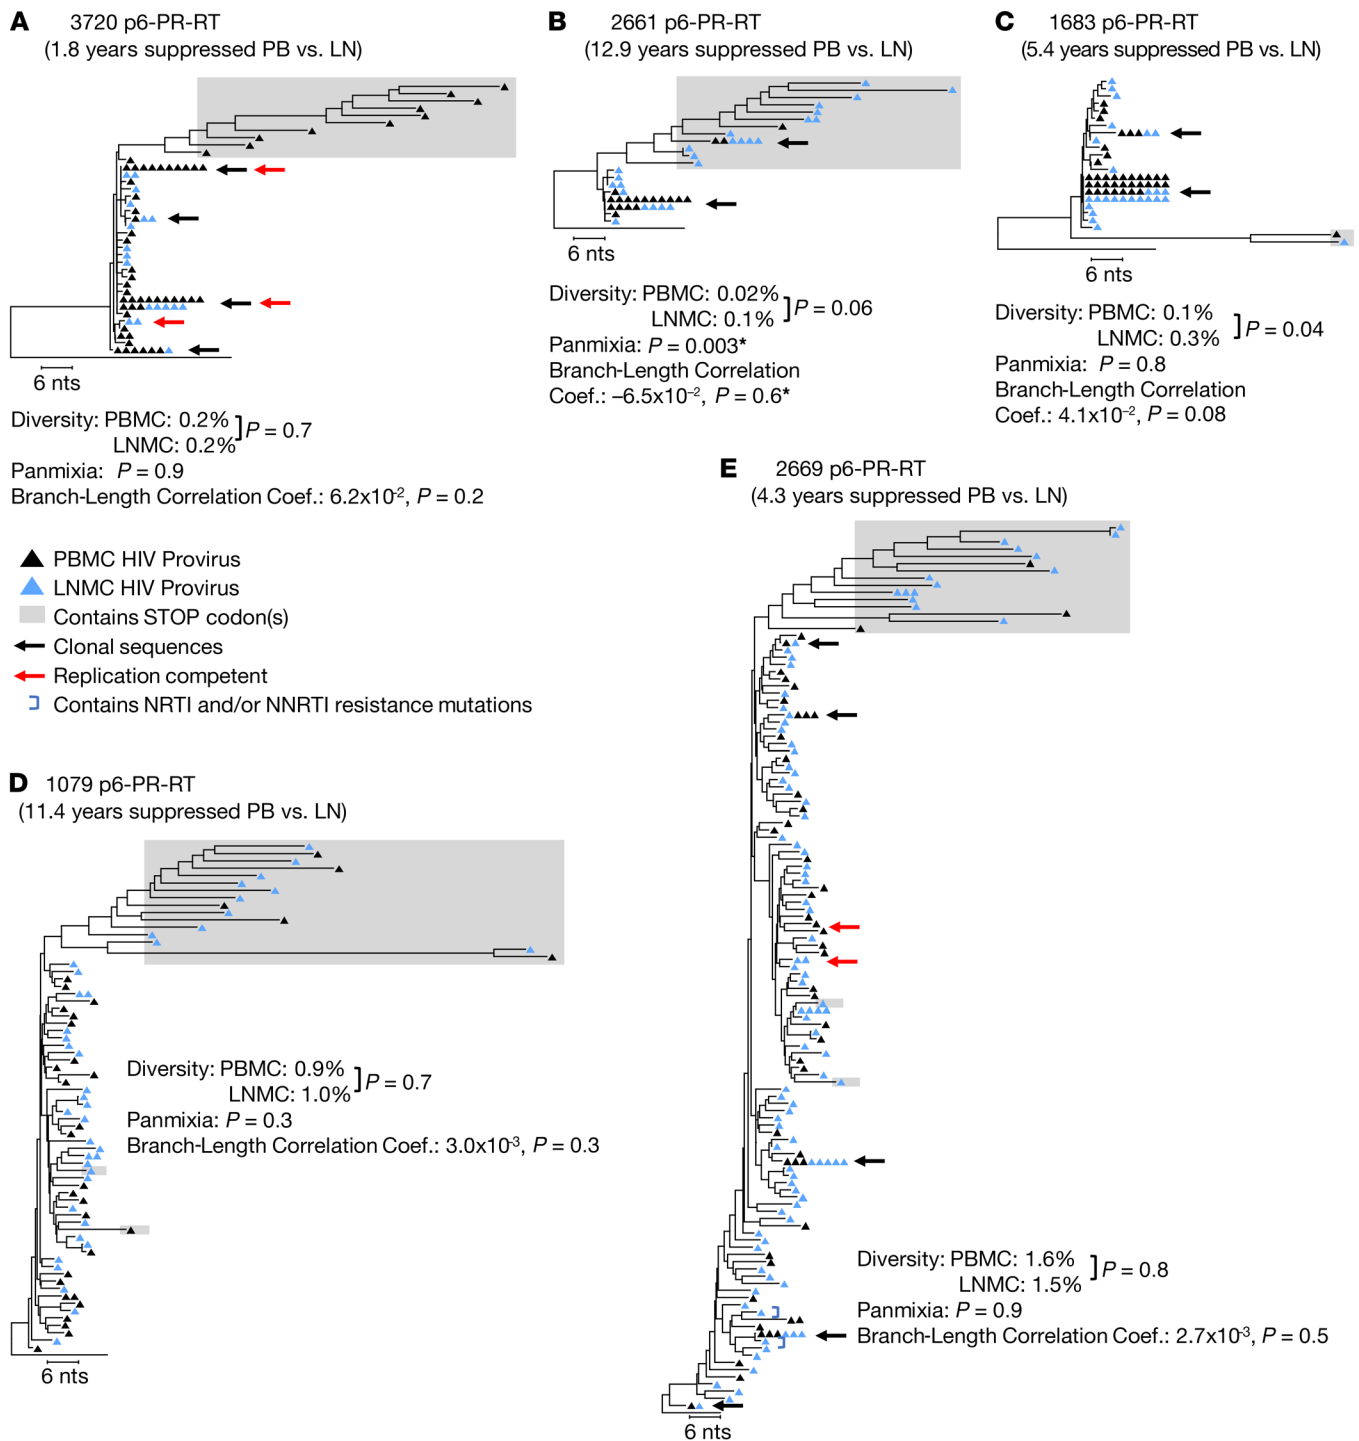 A 3720 p6-PR-RT
(1.8 years suppressed PB vs. LN)
6 nts
Diversity: PBMC: 0.2%
LNMC: 0.2%
P = 0.7
Panmixia: P = 0.9
Branch-Length Correlation Coef.: 6.2x10⁻², P = 0.2
B 2661 p6-PR-RT
(12.9 years suppressed PB vs. LN)
6 nts
Diversity: PBMC: 0.02%
LNMC: 0.1%
P = 0.06
Panmixia: P = 0.003*
Branch-Length Correlation
Coef.: –6.5x10⁻², P = 0.6*
C 1683 p6-PR-RT
(5.4 years suppressed PB vs. LN)
6 nts
Diversity: PBMC: 0.1%
LNMC: 0.3%
P = 0.04
Panmixia: P = 0.8
Branch-Length Correlation
Coef.: 4.1x10⁻², P = 0.08
PBMC HIV Provirus
LNMC HIV Provirus
Contains STOP codon(s)
Clonal sequences
Replication competent
Contains NRTI and/or NNRTI resistance mutations
D 1079 p6-PR-RT
(11.4 years suppressed PB vs. LN)
Diversity: PBMC: 0.9%
LNMC: 1.0%
P = 0.7
Panmixia: P = 0.3
Branch-Length Correlation Coef.: 3.0x10⁻³, P = 0.3
6 nts
E 2669 p6-PR-RT
(4.3 years suppressed PB vs. LN)
Diversity: PBMC: 1.6%
LNMC: 1.5%
P = 0.8
Panmixia: P = 0.9
Branch-Length Correlation Coef.: 2.7x10⁻³, P = 0.5
6 nts